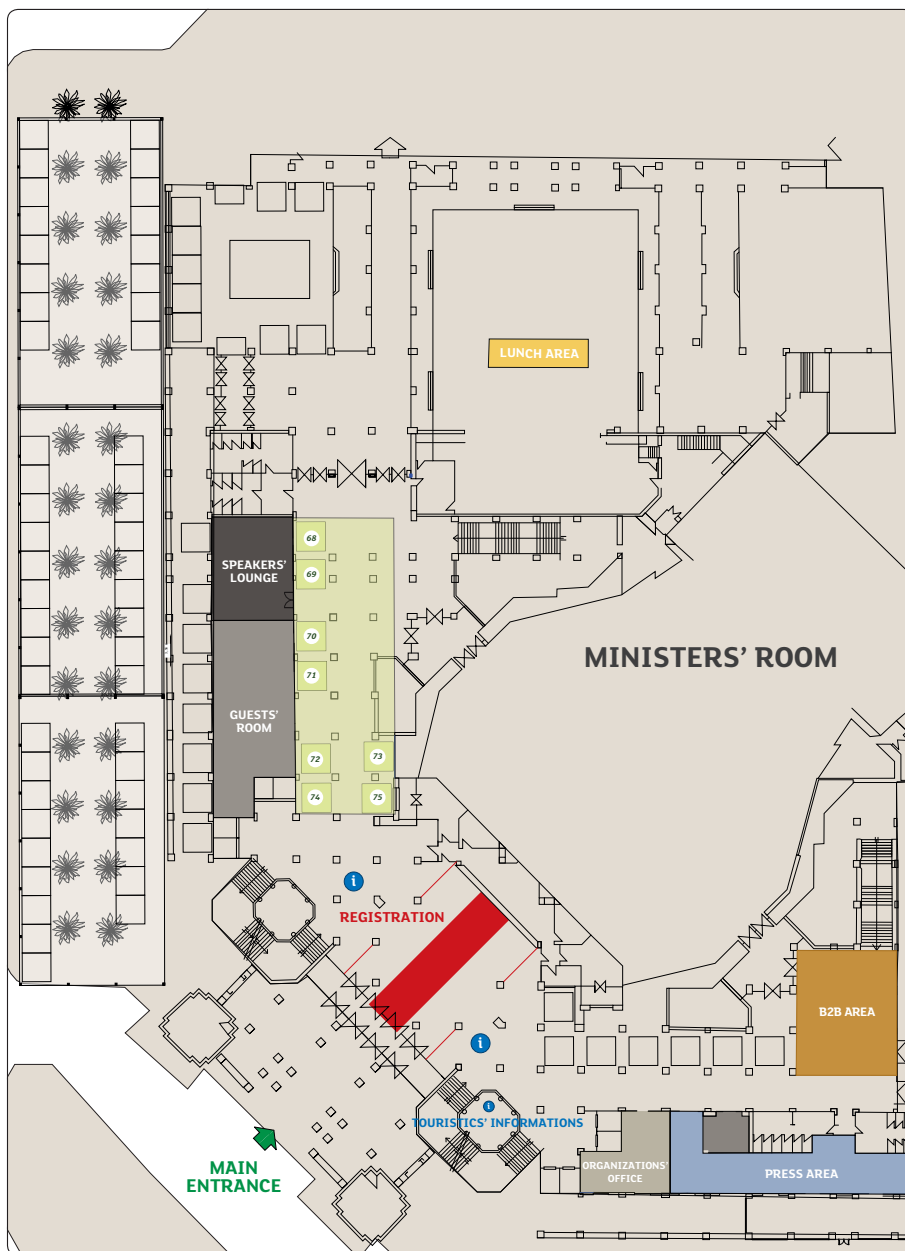 LUNCH AREA
68
SPEAKERS'
LOUNGE
69
70
MINISTERS' ROOM
71
GUESTS'
ROOM
72
73
74
75
i
REGISTRATION
B2B AREA
i
i
TOURISTICS' INFORMATIONS
MAIN
ENTRANCE
ORGANIZATIONS'
OFFICE
PRESS AREA